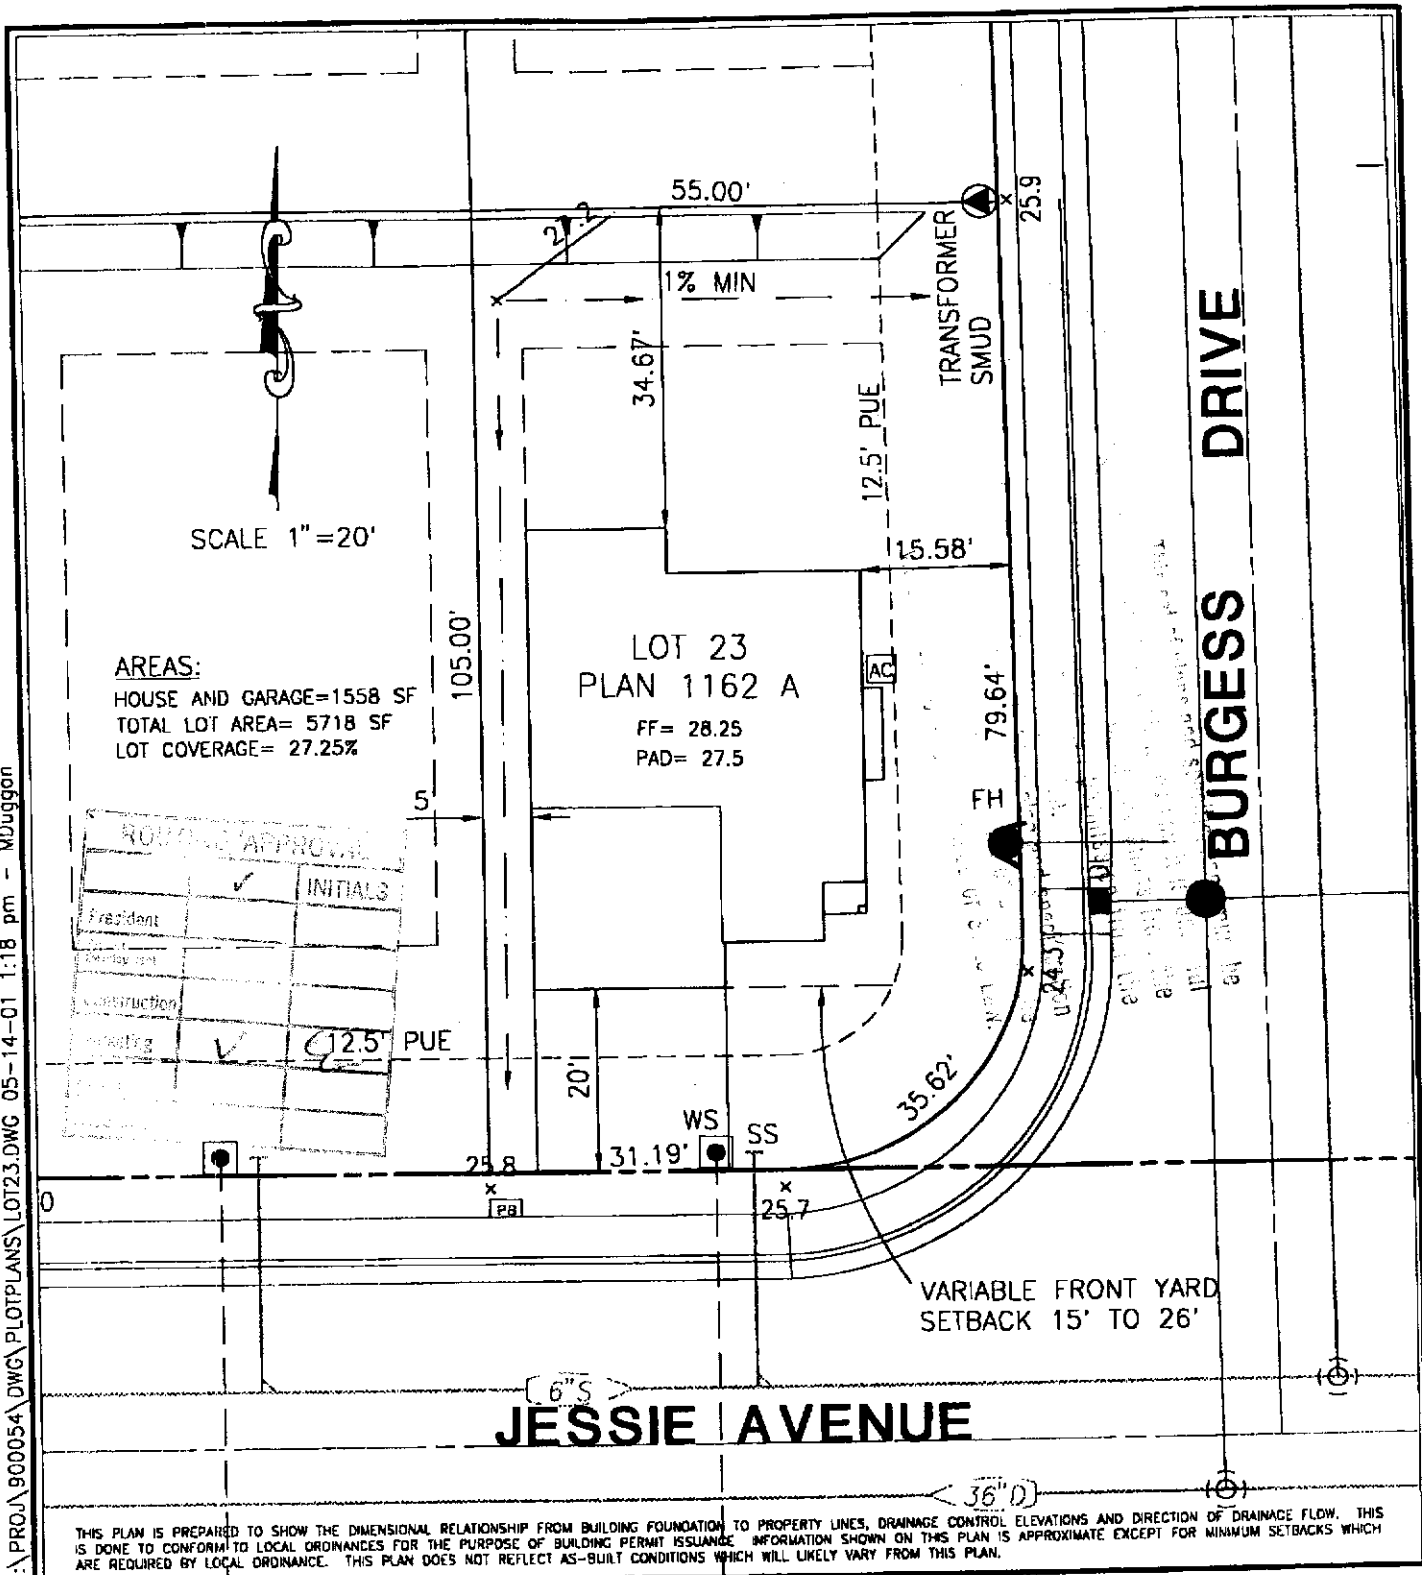 55.00'
27.2
25.9
1% MIN
TRANSFORMER
SMUD
34.67'
12.5' PUE
SCALE 1"=20'
15.58'
BURGESS DRIVE
105.00'
LOT 23
PLAN 1162 A
AC
FF= 28.25
PAD= 27.5
79.64'
AREAS:
HOUSE AND GARAGE=1558 SF
TOTAL LOT AREA= 5718 SF
LOT COVERAGE= 27.25%
5'
FH
ROUTING/APPROVAL
INITIALS
President
Construction
24.3
12.5' PUE
20'
35.62'
WS
SS
25.8
31.19'
0
PB
25.7
VARIABLE FRONT YARD
SETBACK 15' TO 26'
6"S
JESSIE AVENUE
36"D
THIS PLAN IS PREPARED TO SHOW THE DIMENSIONAL RELATIONSHIP FROM BUILDING FOUNDATION TO PROPERTY LINES, DRAINAGE CONTROL ELEVATIONS AND DIRECTION OF DRAINAGE FLOW. THIS
IS DONE TO CONFORM TO LOCAL ORDINANCES FOR THE PURPOSE OF BUILDING PERMIT ISSUANCE INFORMATION SHOWN ON THIS PLAN IS APPROXIMATE EXCEPT FOR MINIMUM SETBACKS WHICH
ARE REQUIRED BY LOCAL ORDINANCE. THIS PLAN DOES NOT REFLECT AS-BUILT CONDITIONS WHICH WILL LIKELY VARY FROM THIS PLAN.
:\PROJ\900054\DWG\PLOTPLANS\LOT23.DWG 05-14-01 1:18 pm - MDuggan